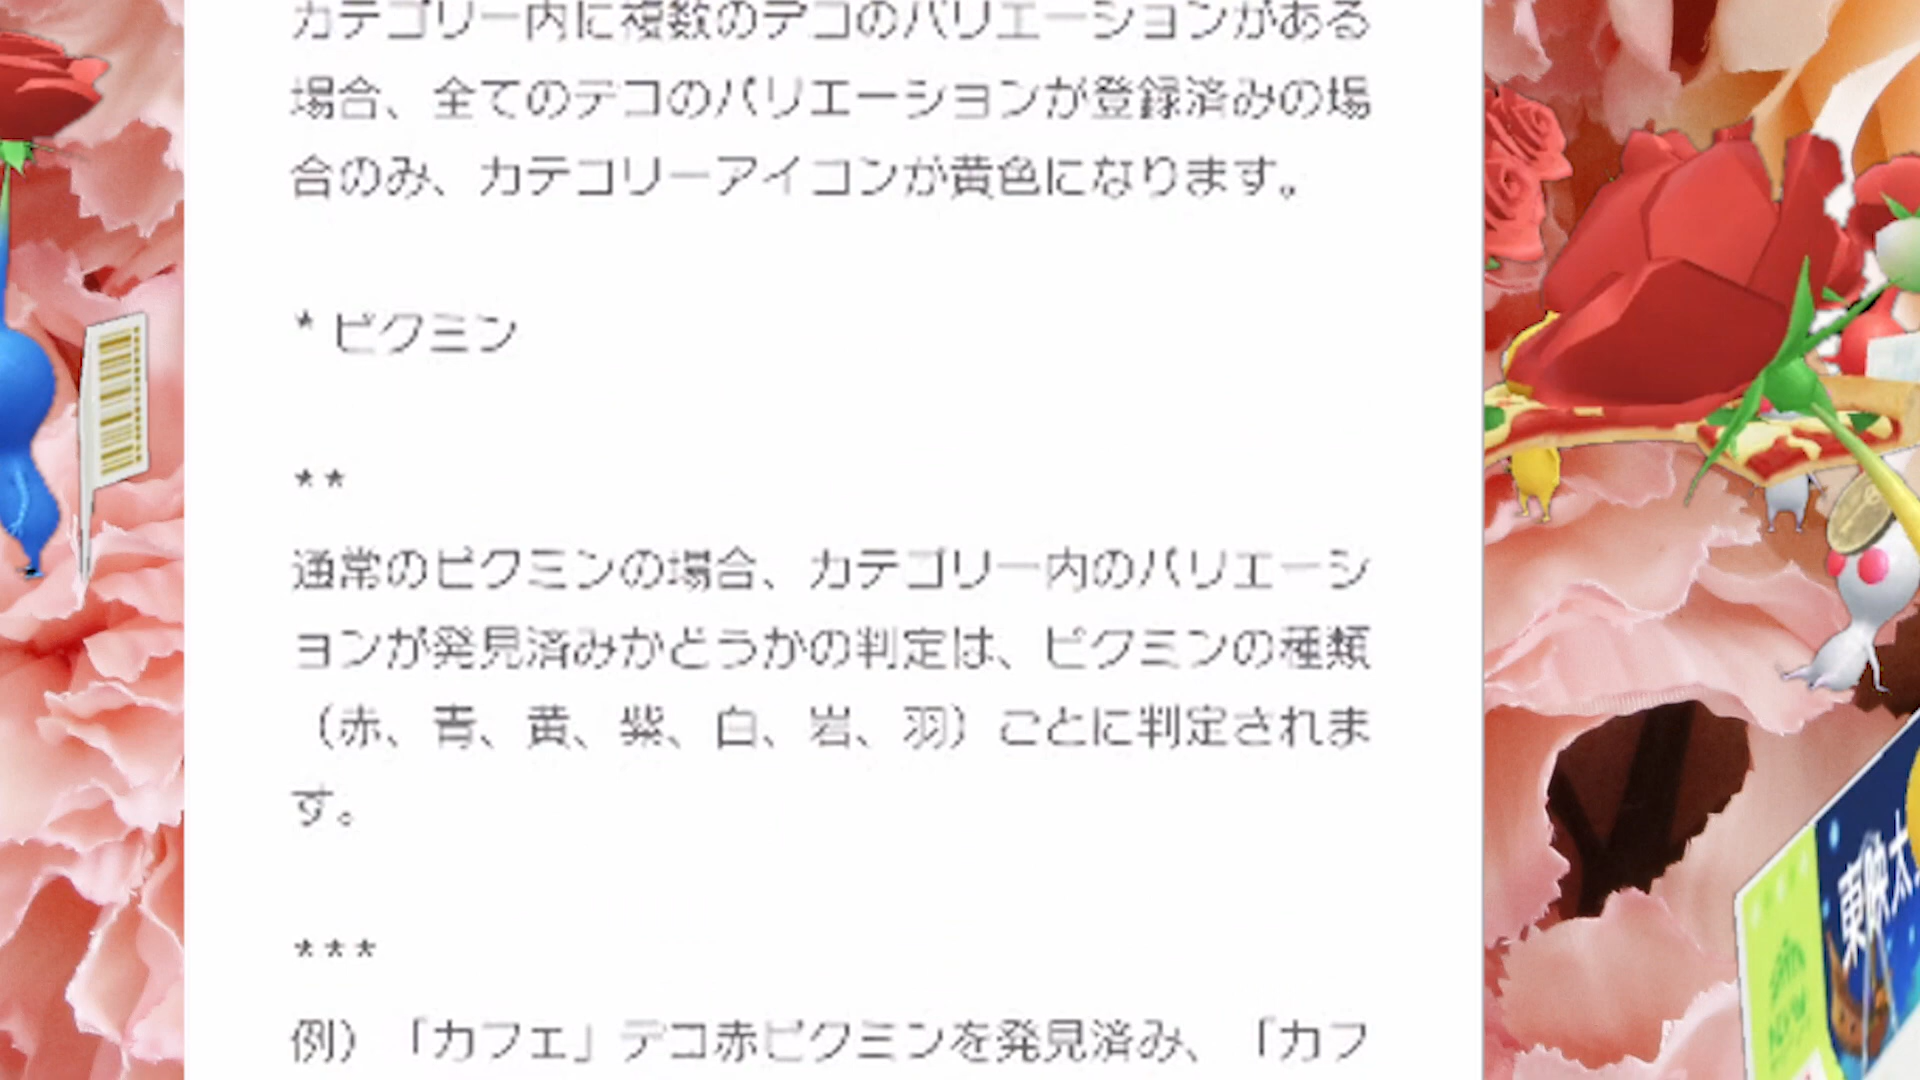 カテゴリー内に複数のデコのバリエーションがある
場合、全てのデコのバリエーションが登録済みの場
合のみ、カテゴリーアイコンが黄色になります。
* ピクミン
**
通常のピクミンの場合、カテゴリー内のバリエーシ
ョンが発見済みかどうかの判定は、ピクミンの種類
（赤、青、黄、紫、白、岩、羽）ごとに判定されま
す。
***
例）「カフェ」デコ赤ピクミンを発見済み、「カフ
東映太